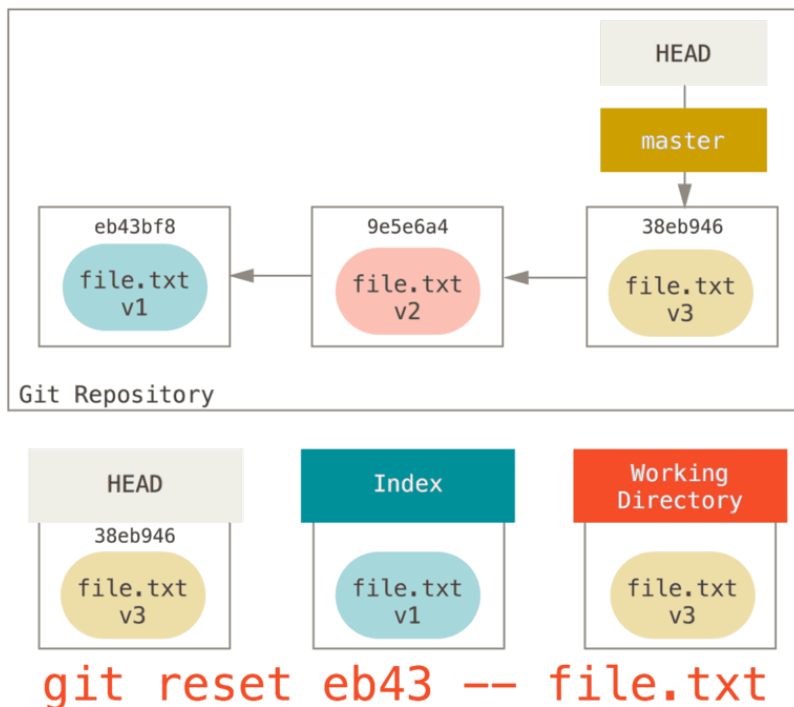 HEAD
master
eb43bf8
9e5e6a4
38eb946
file.txt
v1
file.txt
v2
file.txt
v3
Git Repository
HEAD
Index
Working
Directory
38eb946
file.txt
v3
file.txt
v1
file.txt
v3
git reset eb43 -- file.txt